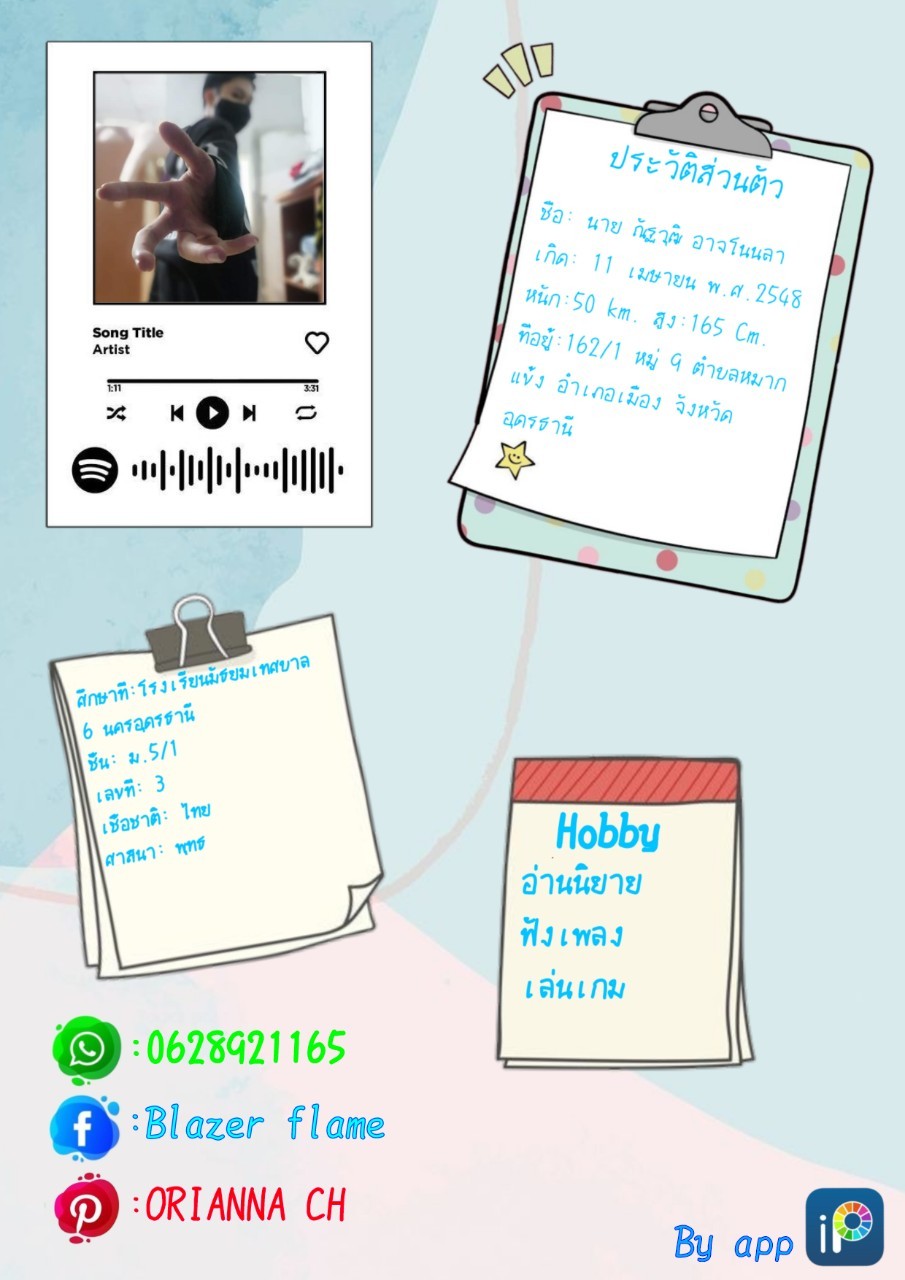 Song Title
Artist
1:11 3:31
ประวัติส่วนตัว
ชื่อ: นาย ณัฐวุฒิ อาจโนนลา
เกิด: 11 เมษายน พ.ศ.2548
หนัก:50 km. สูง:165 Cm.
ที่อยู่:162/1 หมู่ 9 ตำบลหมาก
แข้ง อำเภอเมือง จังหวัด
อุดรธานี
ศึกษาที่:โรงเรียนมัธยมเทศบาล
6 นครอุดรธานี
ชั้น: ม.5/1
เลขที่: 3
เชื้อชาติ: ไทย
ศาสนา: พุทธ
Hobby
อ่านนิยาย
ฟังเพลง
เล่นเกม
:0628921165
:Blazer flame
:ORIANNA CH
By app iP